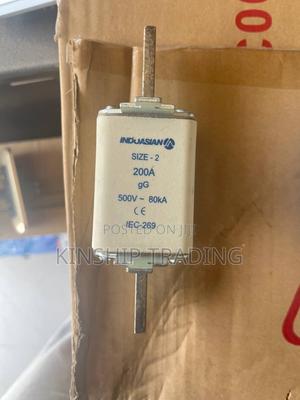 INDOASIAN
SIZE - 2
200A
gG
500V ~ 80kA
CE
IEC-269
POSTED ON JIJI
KINSHIP TRADING